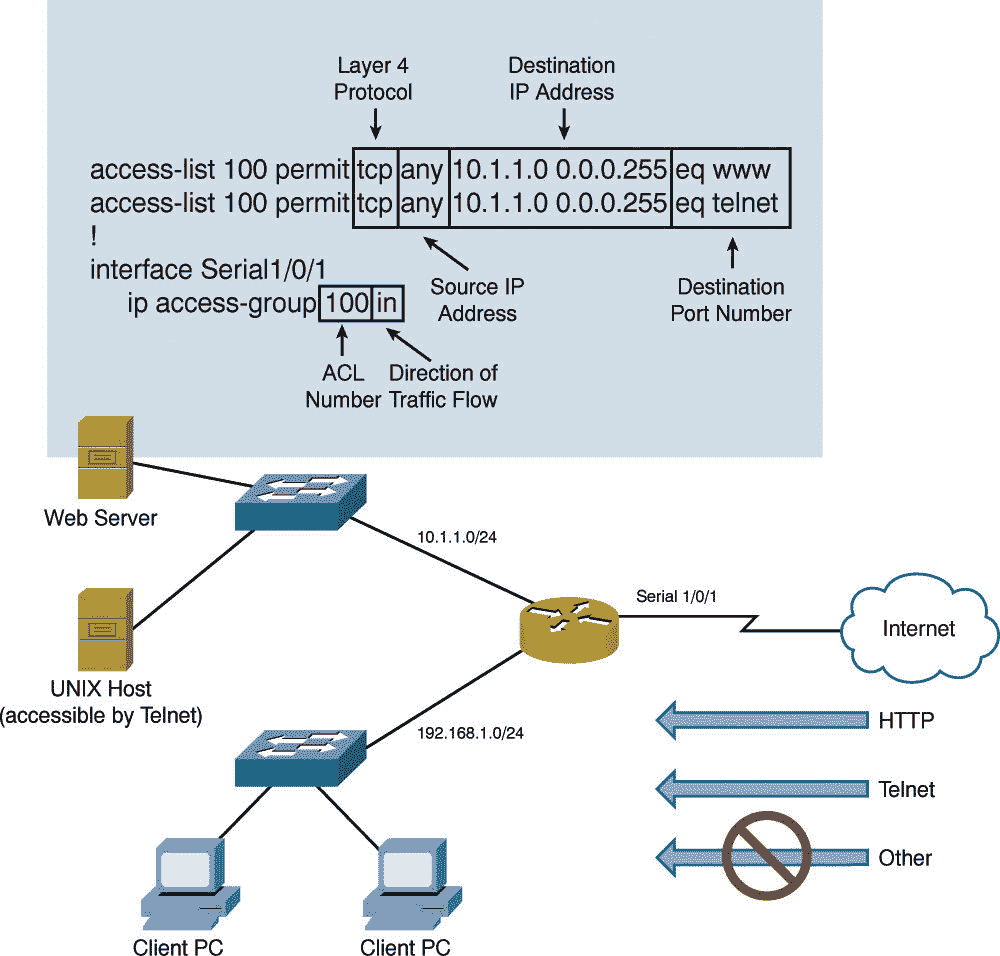 Layer 4
Protocol
Destination
IP Address
access-list 100 permit tcp any 10.1.1.0 0.0.0.255 eq www
access-list 100 permit tcp any 10.1.1.0 0.0.0.255 eq telnet
!
interface Serial1/0/1
ip access-group 100 in
Source IP
Address
Destination
Port Number
ACL
Number
Direction of
Traffic Flow
Web Server
10.1.1.0/24
Serial 1/0/1
Internet
UNIX Host
(accessible by Telnet)
192.168.1.0/24
HTTP
Telnet
Other
Client PC
Client PC